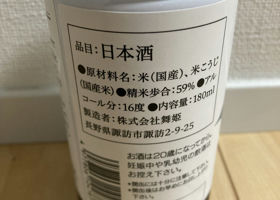 品目：日本酒
●原材料名：米（国産）、米こうじ
（国産米）●精米歩合：59%●アル
コール分：16度●内容量：180ml
製造者：株式会社舞姫
長野県諏訪市諏訪2-9-25
お酒は20歳になってから。
妊娠中や乳幼児の飲酒は
お控え下さい。